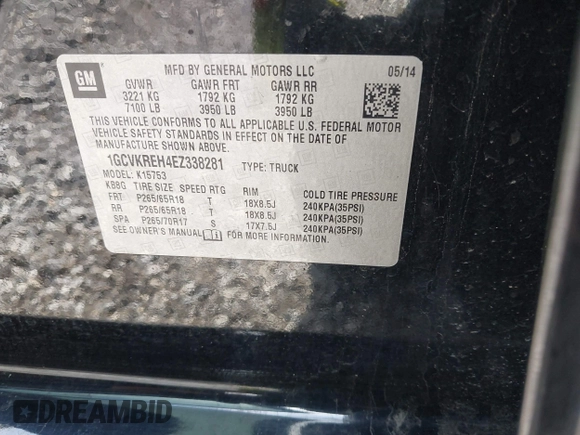 GM
MFD BY GENERAL MOTORS LLC 05/14
GVWR GAWR FRT GAWR RR
3221 KG 1792 KG 1792 KG
7100 LB 3950 LB 3950 LB
THIS VEHICLE CONFORMS TO ALL APPLICABLE U.S. FEDERAL MOTOR
VEHICLE SAFETY STANDARDS IN EFFECT ON THE DATE OF
MANUFACTURE SHOWN ABOVE.
1GCVKREH4EZ338281 TYPE: TRUCK
MODEL: K15753
KBBG TIRE SIZE SPEED RTG RIM COLD TIRE PRESSURE
FRT P265/65R18 T 18X8.5J 240KPA(35PSI)
RR P265/65R18 T 18X8.5J 240KPA(35PSI)
SPA P265/70R17 S 17X7.5J 240KPA(35PSI)
SEE OWNER'S MANUAL FOR MORE INFORMATION.
DREAMBID